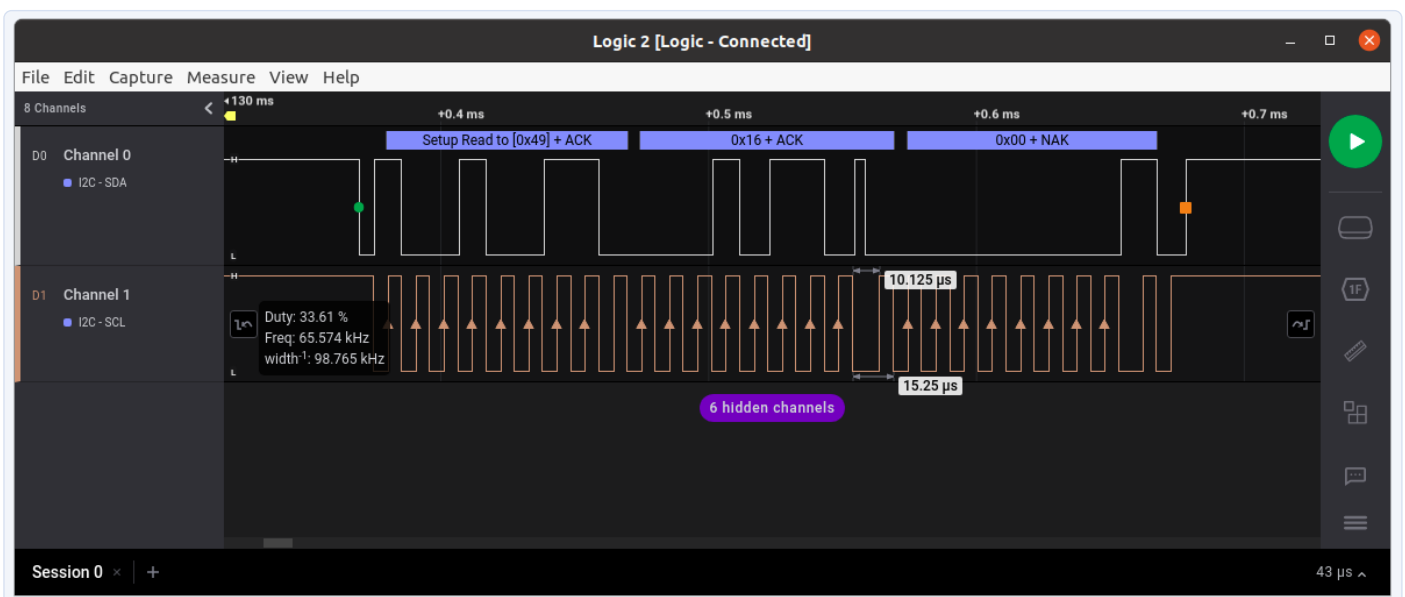 Logic 2 [Logic - Connected]
File Edit Capture Measure View Help
8 Channels
130 ms
+0.4 ms
+0.5 ms
+0.6 ms
+0.7 ms
Setup Read to [0x49] + ACK
0x16 + ACK
0x00 + NAK
D0 Channel 0
I2C - SDA
H
L
D1 Channel 1
I2C - SCL
H
L
10.125 µs
Duty: 33.61 %
Freq: 65.574 kHz
width⁻¹: 98.765 kHz
15.25 µs
6 hidden channels
1F
Session 0 × +
43 µs